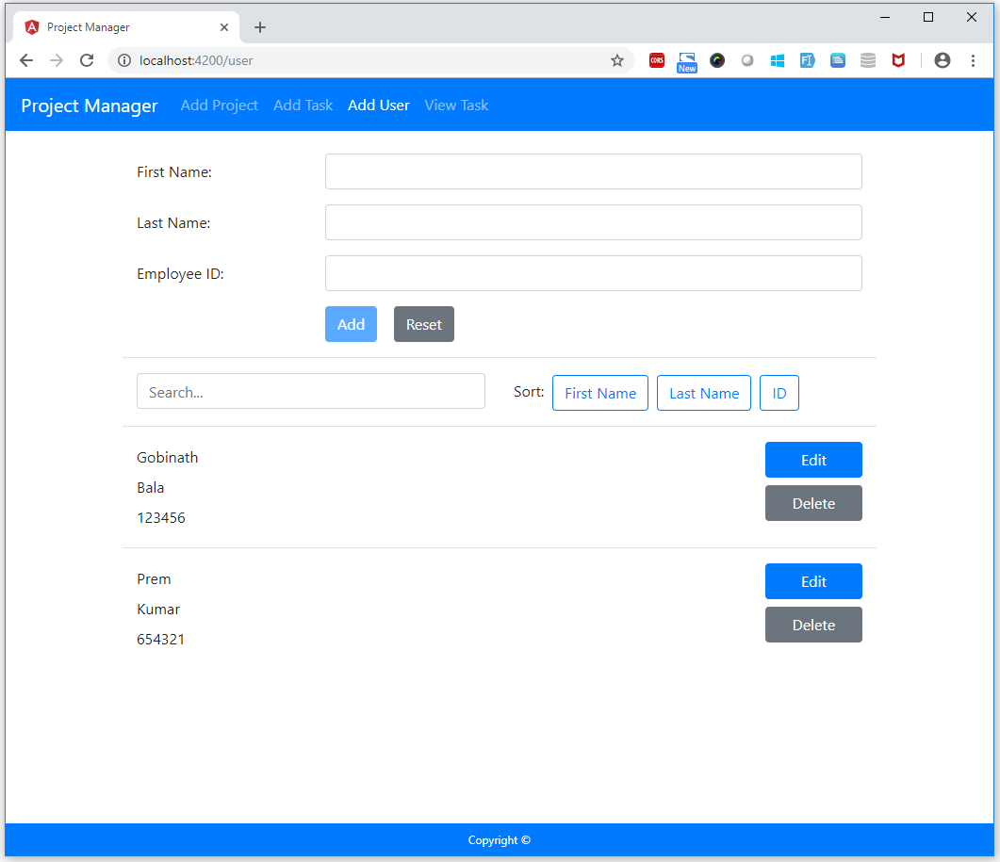 Project Manager
localhost:4200/user
CORS
New
Project Manager Add Project Add Task Add User View Task
First Name:
Last Name:
Employee ID:
Add Reset
Search... Sort: First Name Last Name ID
Gobinath Edit
Bala
Delete
123456
Prem Edit
Kumar
Delete
654321
Copyright ©